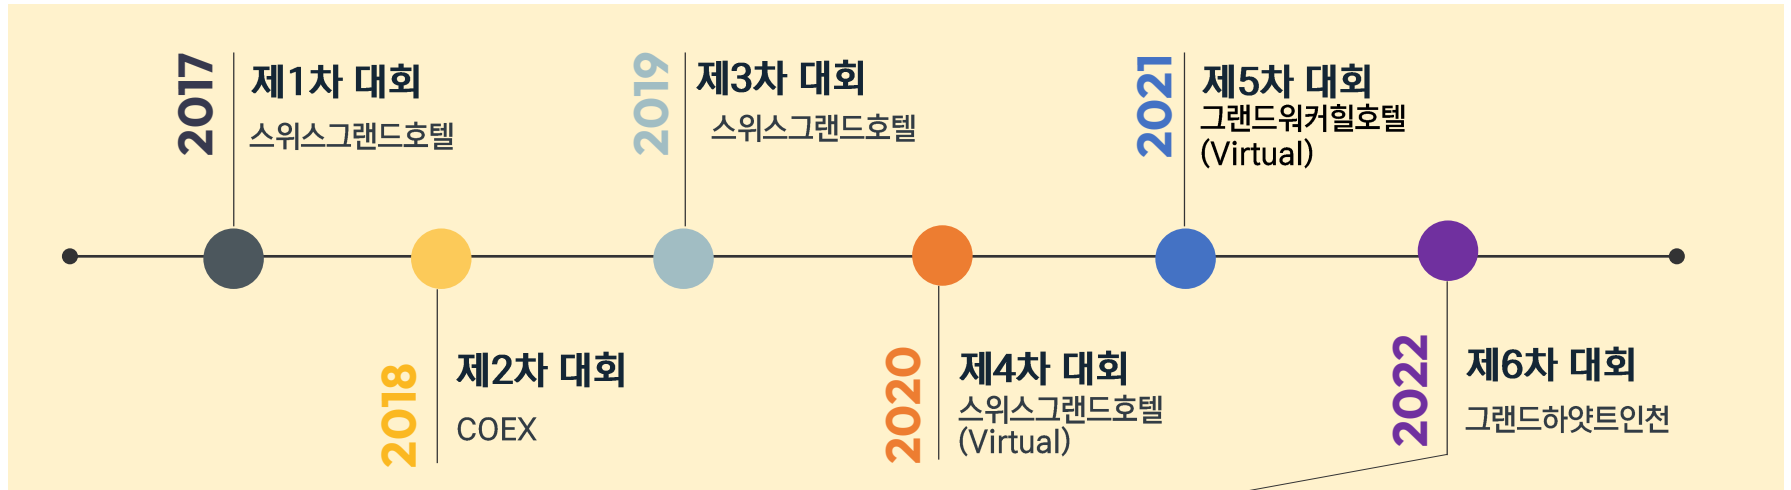 2017
제1차 대회
스위스그랜드호텔
2018
제2차 대회
COEX
2019
제3차 대회
스위스그랜드호텔
2020
제4차 대회
스위스그랜드호텔
(Virtual)
2021
제5차 대회
그랜드워커힐호텔
(Virtual)
2022
제6차 대회
그랜드하얏트인천